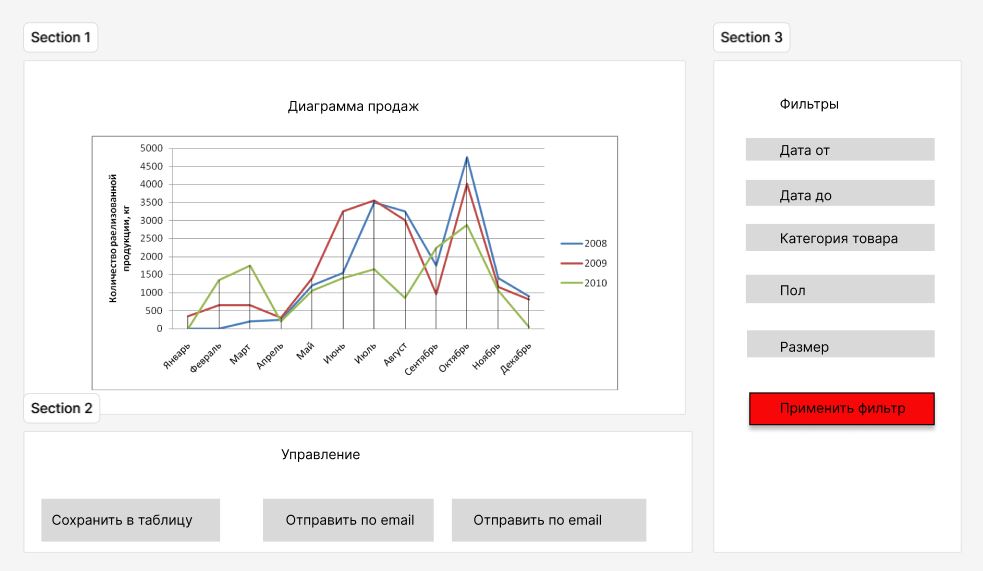 Section 1
Диаграмма продаж
Количество раелизованной
продукции, кг
5000
4500
4000
3500
3000
2500
2000
1500
1000
500
0
Январь
Февраль
Март
Апрель
Май
Июнь
Июль
Август
Сентябрь
Октябрь
Ноябрь
Декабрь
2008
2009
2010
Section 2
Управление
Сохранить в таблицу
Отправить по email
Отправить по email
Section 3
Фильтры
Дата от
Дата до
Категория товара
Пол
Размер
Применить фильтр